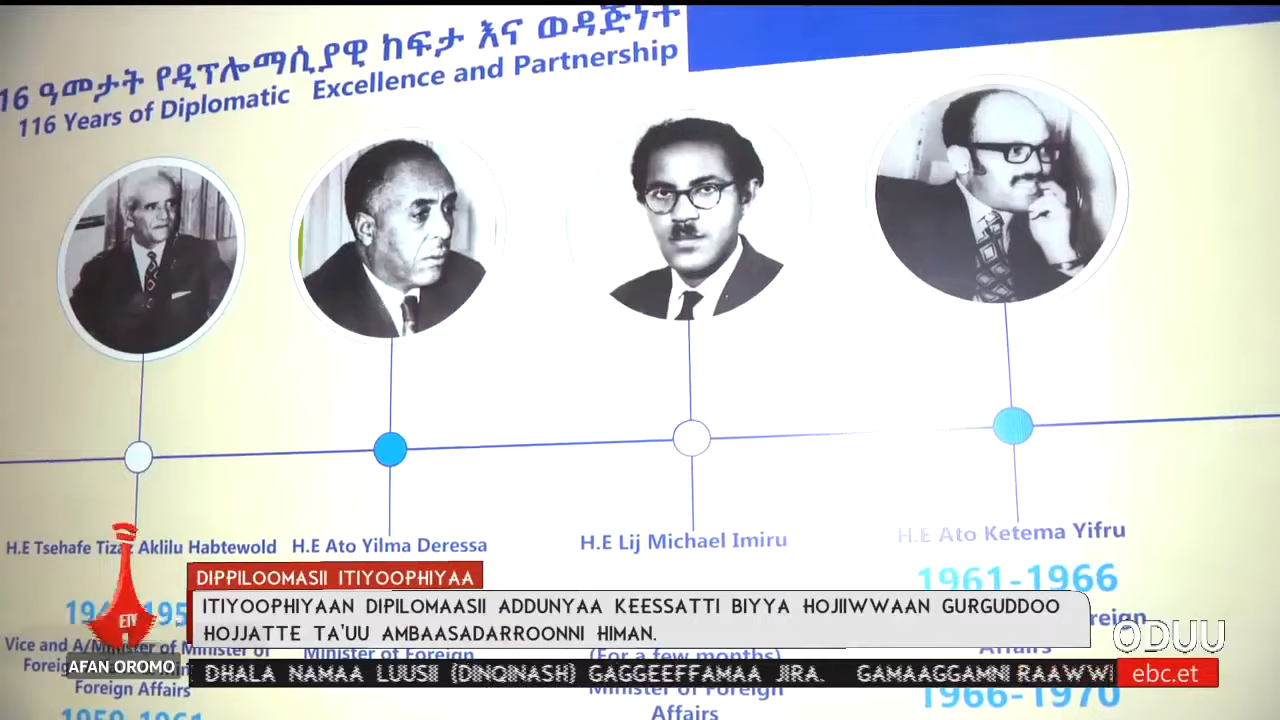 16 ዓመታት የዲፕሎማሲያዊ ከፍታ እና ወዳጅነት
116 Years of Diplomatic Excellence and Partnership
H.E Tsehafe Tizaz Aklilu Habtewold
H.E Ato Yilma Deressa
H.E Lij Michael Imiru
H.E Ato Ketema Yifru
1961-1966
Vice and A/Minister of Minister of
Foreign Affairs
Minister of Foreign
(For a few months)
Minister of Foreign
Affairs
Affairs
1966-1970
1959-1961
DIPPILOOMASII ITIYOOPHIYAA
ITIYOOPHIYAAN DIPILOMAASII ADDUNYAA KEESSATTI BIYYA HOJIIWWAAN GURGUDDOO
HOJJATTE TA'UU AMBAASADARROONNI HIMAN.
ETV
AFAN OROMO
DHALA NAMAA LUUSII (DINQINASH) GAGGEEFFAMAA JIRA. GAMAAGGAMNI RAAWW
ODUU
ebc.et